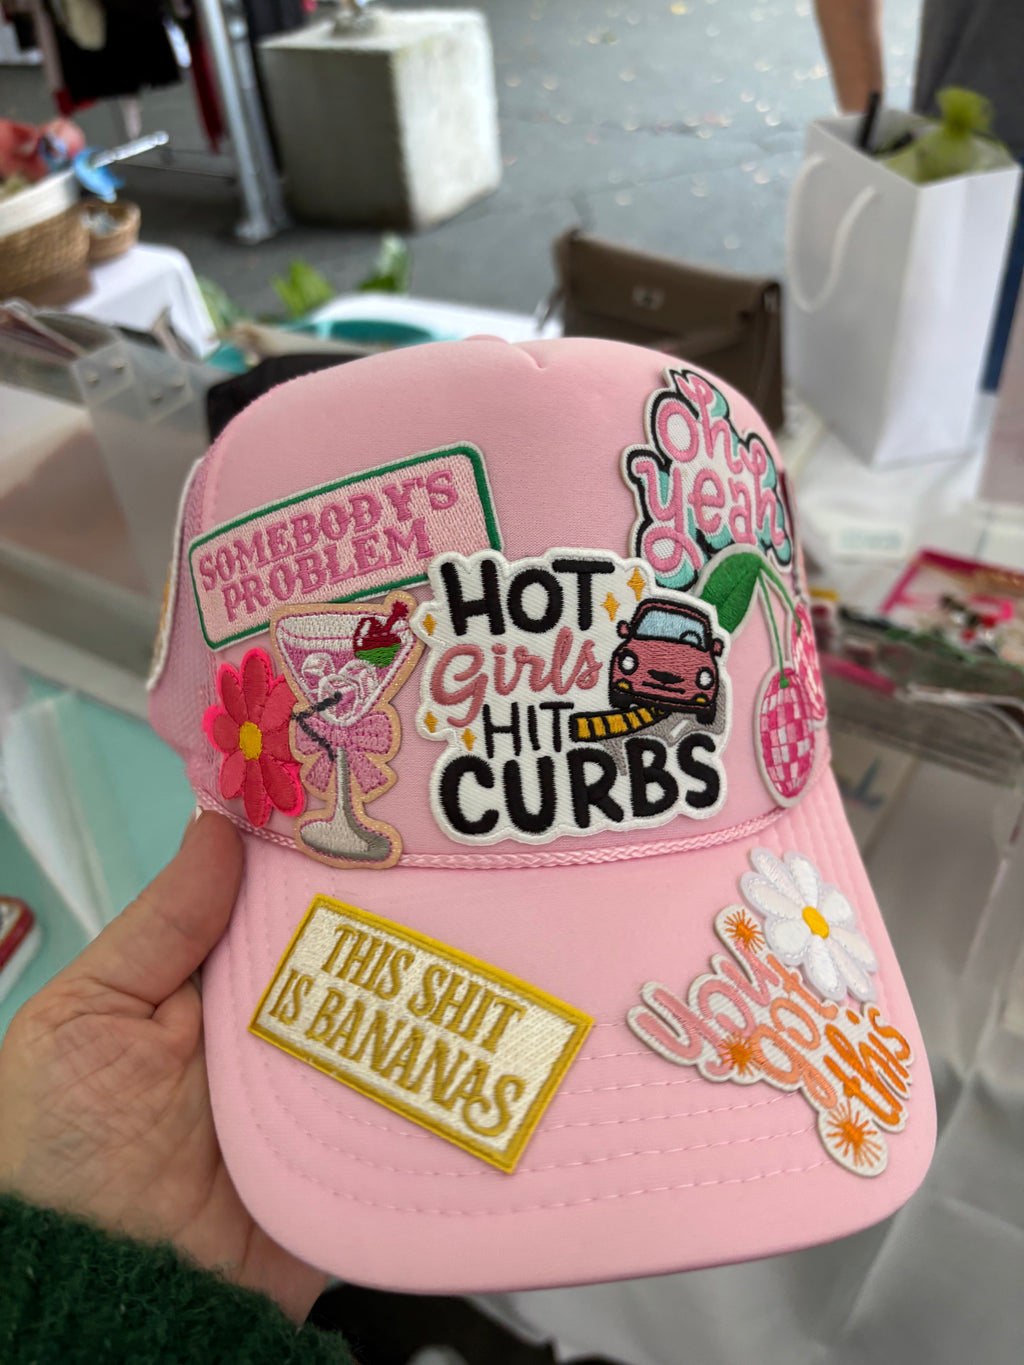 SOMEBODY'S
PROBLEM
oh
yeah
HOT
Girls
HIT
CURBS
THIS SHIT
IS BANANAS
you
got
this